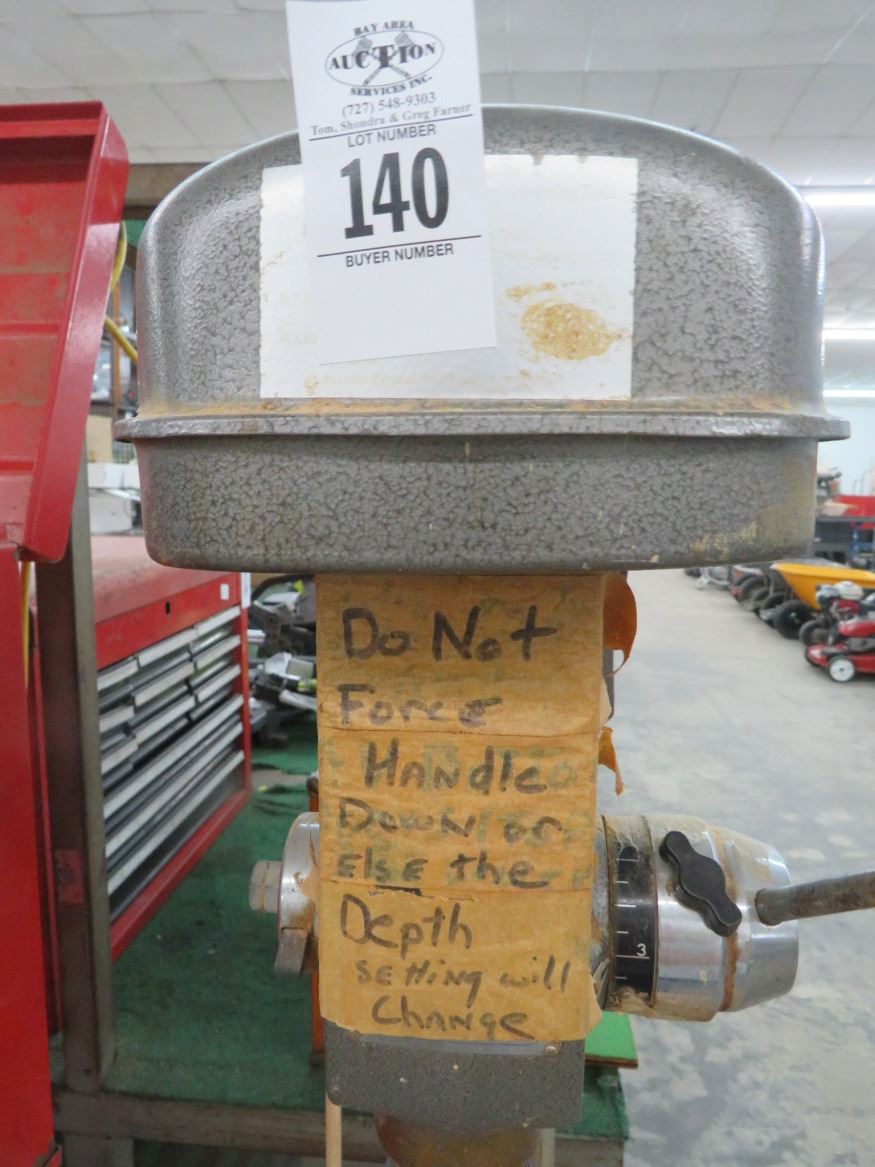 BAY AREA
AUCTION
SERVICES INC.
(727) 548-9303
Tom, Shondra & Greg Farner
LOT NUMBER
140
BUYER NUMBER
Do Not
Force
Handle
Down or
ELSE the
Depth
setting will
Change
3